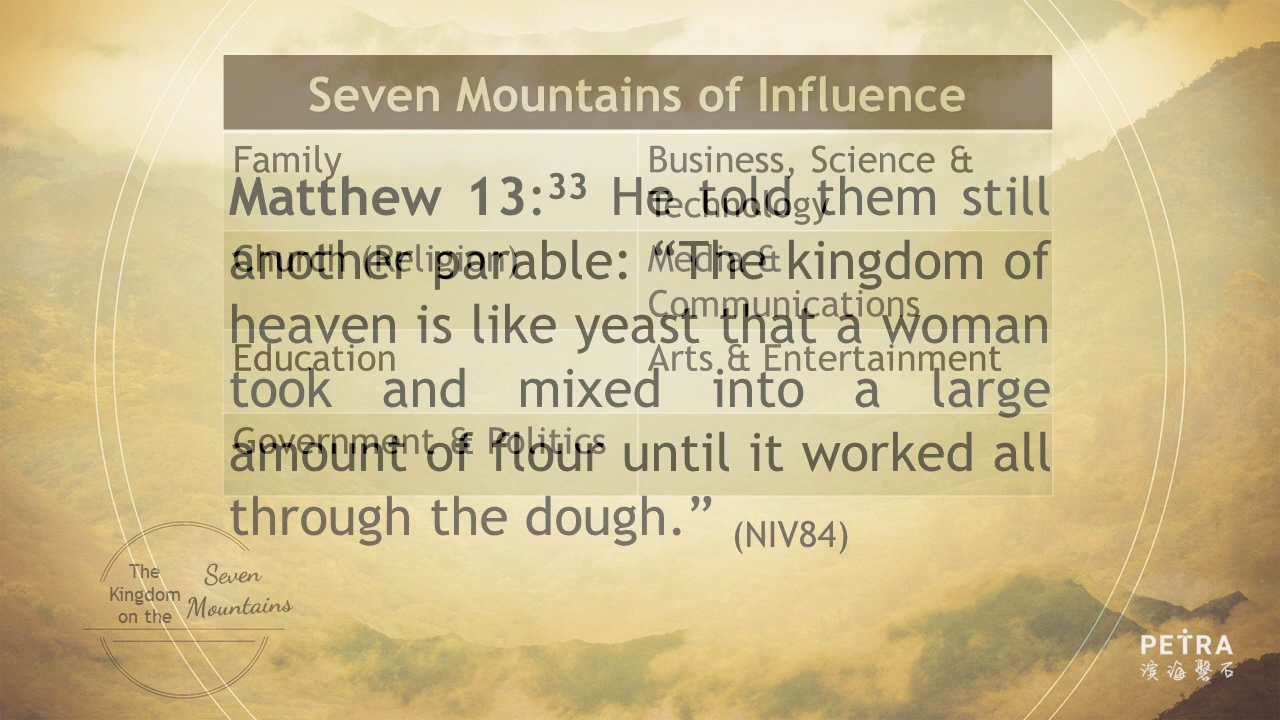 Seven Mountains of Influence
Family
Business, Science &
Technology
Church (Religion)
Media &
Communications
Education
Arts & Entertainment
Government & Politics
Matthew 13:³³ He told them still
another parable: “The kingdom of
heaven is like yeast that a woman
took and mixed into a large
amount of flour until it worked all
through the dough.” (NIV84)
The
Kingdom
on the
Seven
Mountains
PETRA
滨海磐石